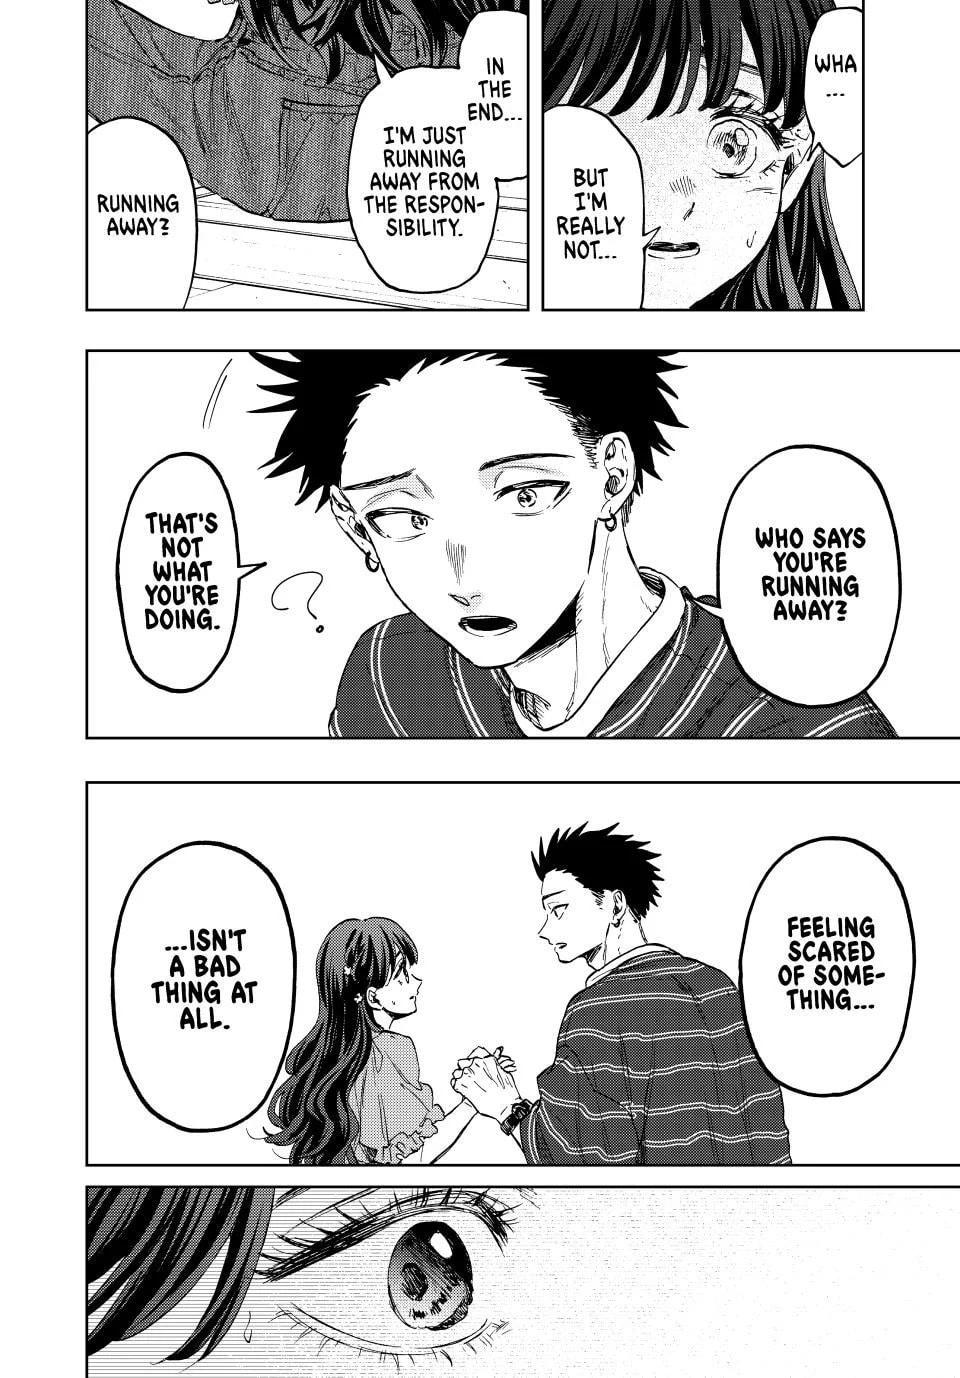 WHA
...
BUT
I'M
REALLY
NOT...
IN
THE
END...
I'M JUST
RUNNING
AWAY FROM
THE RESPON-
SIBILITY.
RUNNING
AWAY?
WHO SAYS
YOU'RE
RUNNING
AWAY?
?
THAT'S
NOT
WHAT
YOU'RE
DOING.
FEELING
SCARED
OF SOME-
THING...
...ISN'T
A BAD
THING AT
ALL.